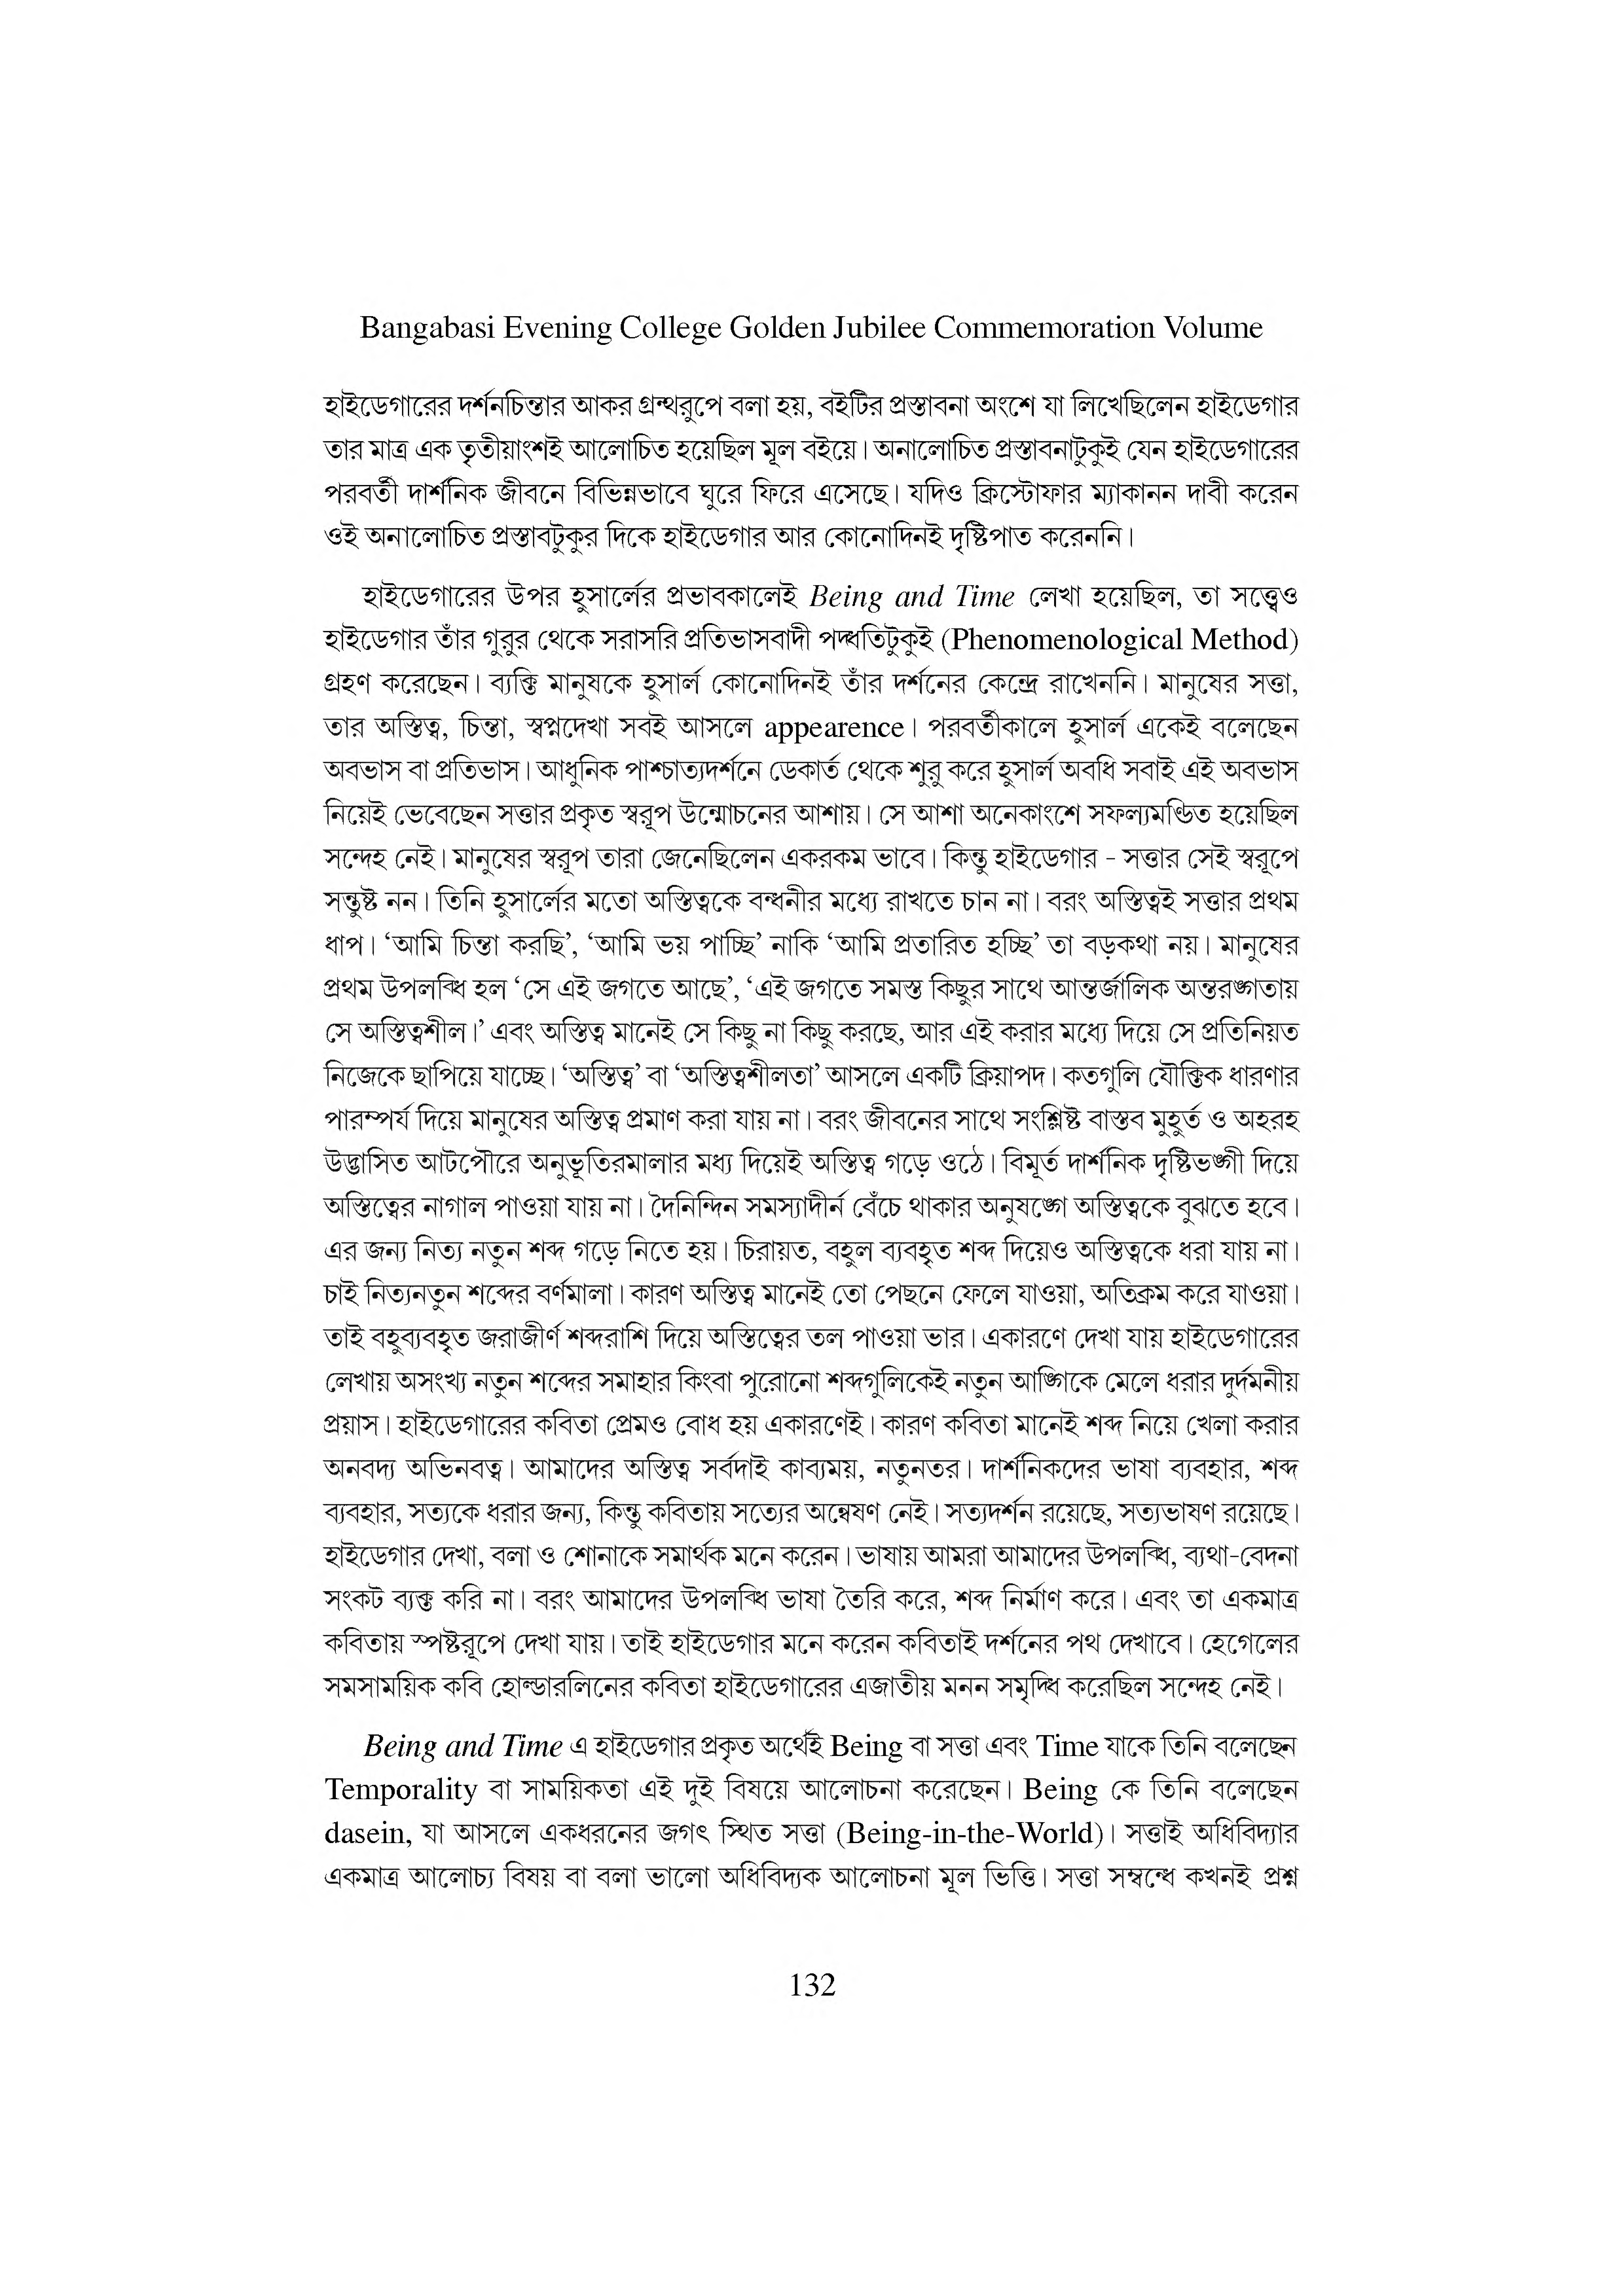 Bangabasi Evening College Golden Jubilee Commemoration Volume
হাইডেগারের দর্শনচিন্তার আকর গ্রন্থরূপে বলা হয়, বইটির প্রস্তাবনা অংশে যা লিখেছিলেন হাইডেগার
তার মাত্র এক তৃতীয়াংশই আলোচিত হয়েছিল মূল বইয়ে। অনালোচিত প্রস্তাবনাটুকুই যেন হাইডেগারের
পরবর্তী দার্শনিক জীবনে বিভিন্নভাবে ঘুরে ফিরে এসেছে। যদিও ক্রিস্টোফার ম্যাকানন দাবী করেন
ওই অনালোচিত প্রস্তাবটুকুর দিকে হাইডেগার আর কোনোদিনই দৃষ্টিপাত করেননি।
হাইডেগারের উপর হুসার্লের প্রভাবকালেই Being and Time লেখা হয়েছিল, তা সত্ত্বেও
হাইডেগার তাঁর গুরুর থেকে সরাসরি প্রতিভাসবাদী পদ্ধতিটুকুই (Phenomenological Method)
গ্রহণ করেছেন। ব্যক্তি মানুষকে হুসার্ল কোনোদিনই তাঁর দর্শনের কেন্দ্রে রাখেননি। মানুষের সত্তা,
তার অস্তিত্ব, চিন্তা, স্বপ্নদেখা সবই আসলে appearence। পরবর্তীকালে হুসার্ল একেই বলেছেন
অবভাস বা প্রতিভাস। আধুনিক পাশ্চাত্যদর্শনে ডেকার্ত থেকে শুরু করে হুসার্ল অবধি সবাই এই অবভাস
নিয়েই ভেবেছেন সত্তার প্রকৃত স্বরূপ উন্মোচনের আশায়। সে আশা অনেকাংশে সফল্যমণ্ডিত হয়েছিল
সন্দেহ নেই। মানুষের স্বরূপ তারা জেনেছিলেন একরকম ভাবে। কিন্তু হাইডেগার - সত্তার সেই স্বরূপে
সন্তুষ্ট নন। তিনি হুসার্লের মতো অস্তিত্বকে বন্ধনীর মধ্যে রাখতে চান না। বরং অস্তিত্বই সত্তার প্রথম
ধাপ। ‘আমি চিন্তা করছি’, ‘আমি ভয় পাচ্ছি’ নাকি ‘আমি প্রতারিত হচ্ছি’ তা বড়কথা নয়। মানুষের
প্রথম উপলব্ধি হল ‘সে এই জগতে আছে’, ‘এই জগতে সমস্ত কিছুর সাথে আন্তর্জালিক অন্তরঙ্গতায়
সে অস্তিত্বশীল।’ এবং অস্তিত্ব মানেই সে কিছু না কিছু করছে, আর এই করার মধ্যে দিয়ে সে প্রতিনিয়ত
নিজেকে ছাপিয়ে যাচ্ছে। ‘অস্তিত্ব’ বা ‘অস্তিত্বশীলতা’ আসলে একটি ক্রিয়াপদ। কতগুলি যৌক্তিক ধারণার
পারম্পর্য দিয়ে মানুষের অস্তিত্ব প্রমাণ করা যায় না। বরং জীবনের সাথে সংশ্লিষ্ট বাস্তব মুহূর্ত ও অহরহ
উদ্ভাসিত আটপৌরে অনুভূতিরমালার মধ্য দিয়েই অস্তিত্ব গড়ে ওঠে। বিমূর্ত দার্শনিক দৃষ্টিভঙ্গী দিয়ে
অস্তিত্বের নাগাল পাওয়া যায় না। দৈনিন্দিন সমস্যাদীর্ন বেঁচে থাকার অনুষঙ্গে অস্তিত্বকে বুঝতে হবে।
এর জন্য নিত্য নতুন শব্দ গড়ে নিতে হয়। চিরায়ত, বহুল ব্যবহৃত শব্দ দিয়েও অস্তিত্বকে ধরা যায় না।
চাই নিত্যনতুন শব্দের বর্ণমালা। কারণ অস্তিত্ব মানেই তো পেছনে ফেলে যাওয়া, অতিক্রম করে যাওয়া।
তাই বহুব্যবহৃত জরাজীর্ণ শব্দরাশি দিয়ে অস্তিত্বের তল পাওয়া ভার। একারণে দেখা যায় হাইডেগারের
লেখায় অসংখ্য নতুন শব্দের সমাহার কিংবা পুরোনো শব্দগুলিকেই নতুন আঙ্গিকে মেলে ধরার দুর্দমনীয়
প্রয়াস। হাইডেগারের কবিতা প্রেমও বোধ হয় একারণেই। কারণ কবিতা মানেই শব্দ নিয়ে খেলা করার
অনবদ্য অভিনবত্ব। আমাদের অস্তিত্ব সর্বদাই কাব্যময়, নতুনতর। দার্শনিকদের ভাষা ব্যবহার, শব্দ
ব্যবহার, সত্যকে ধরার জন্য, কিন্তু কবিতায় সত্যের অন্বেষণ নেই। সত্যদর্শন রয়েছে, সত্যভাষণ রয়েছে।
হাইডেগার দেখা, বলা ও শোনাকে সমার্থক মনে করেন। ভাষায় আমরা আমাদের উপলব্ধি, ব্যথা-বেদনা
সংকট ব্যক্ত করি না। বরং আমাদের উপলব্ধি ভাষা তৈরি করে, শব্দ নির্মাণ করে। এবং তা একমাত্র
কবিতায় স্পষ্টরূপে দেখা যায়। তাই হাইডেগার মনে করেন কবিতাই দর্শনের পথ দেখাবে। হেগেলের
সমসাময়িক কবি হোল্ডারলিনের কবিতা হাইডেগারের এজাতীয় মনন সমৃদ্ধি করেছিল সন্দেহ নেই।
Being and Time এ হাইডেগার প্রকৃত অর্থেই Being বা সত্তা এবং Time যাকে তিনি বলেছেন
Temporality বা সাময়িকতা এই দুই বিষয়ে আলোচনা করেছেন। Being কে তিনি বলেছেন
dasein, যা আসলে একধরনের জগৎ স্থিত সত্তা (Being-in-the-World)। সত্তাই অধিবিদ্যার
একমাত্র আলোচ্য বিষয় বা বলা ভালো অধিবিদ্যক আলোচনা মূল ভিত্তি। সত্তা সম্বন্ধে কখনই প্রশ্ন
132